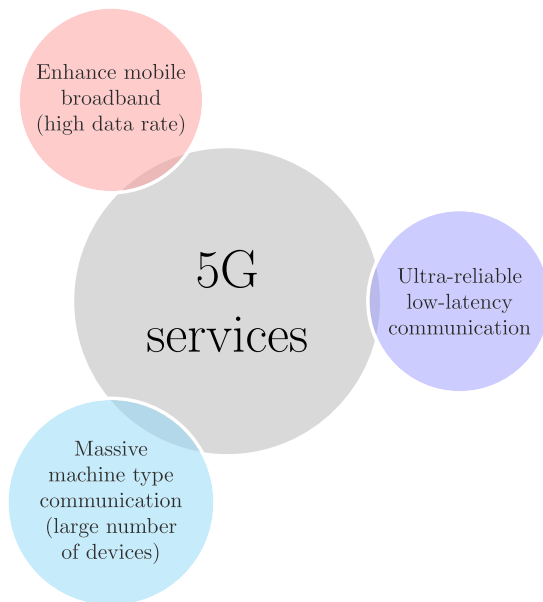 Enhance mobile
broadband
(high data rate)
5G
services
Ultra-reliable
low-latency
communication
Massive
machine type
communication
(large number
of devices)